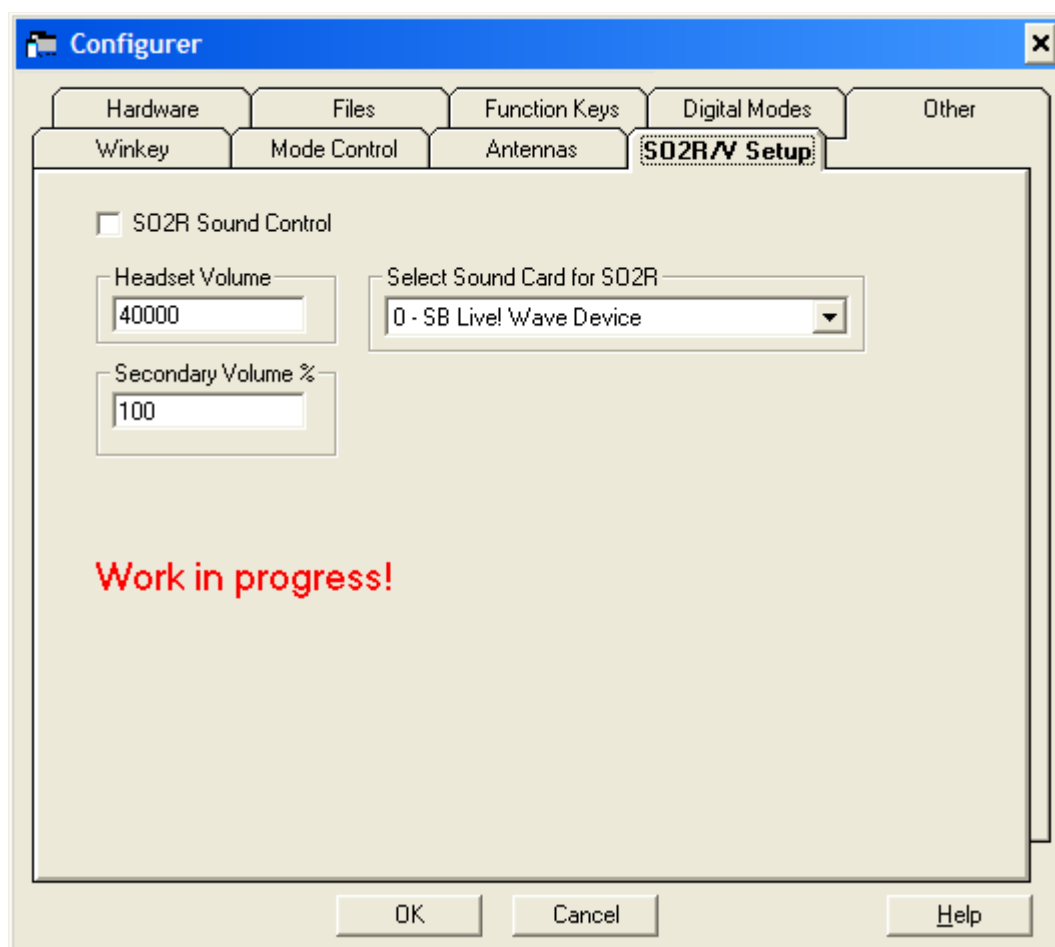 Configurer
Hardware Files Function Keys Digital Modes Other
Winkey Mode Control Antennas SO2R/V Setup
SO2R Sound Control
Headset Volume Select Sound Card for SO2R
40000 0 - SB Live! Wave Device
Secondary Volume %
100
Work in progress!
OK Cancel Help